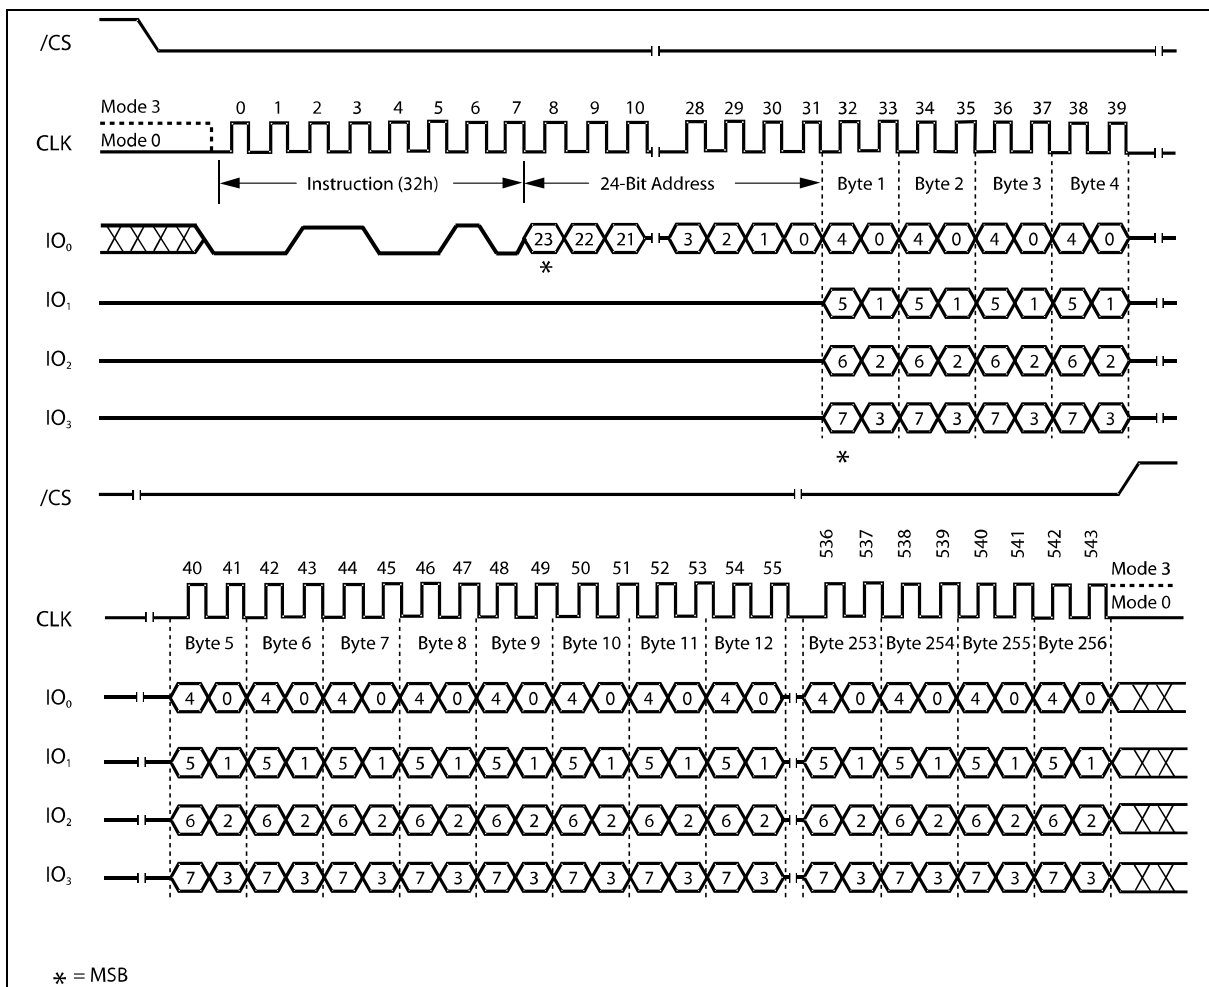 /CS
0 1 2 3 4 5 6 7 8 9 10 28 29 30 31 32 33 34 35 36 37 38 39
Mode 3
CLK Mode 0
Instruction (32h) 24-Bit Address Byte 1 Byte 2 Byte 3 Byte 4
IO₀ 23 22 21 3 2 1 0 4 0 4 0 4 0 4 0
*
IO₁ 5 1 5 1 5 1 5 1
IO₂ 6 2 6 2 6 2 6 2
IO₃ 7 3 7 3 7 3 7 3
*
/CS
40 41 42 43 44 45 46 47 48 49 50 51 52 53 54 55 536 537 538 539 540 541 542 543
Mode 3
CLK Mode 0
Byte 5 Byte 6 Byte 7 Byte 8 Byte 9 Byte 10 Byte 11 Byte 12 Byte 253 Byte 254 Byte 255 Byte 256
IO₀ 4 0 4 0 4 0 4 0 4 0 4 0 4 0 4 0 4 0 4 0 4 0 4 0
IO₁ 5 1 5 1 5 1 5 1 5 1 5 1 5 1 5 1 5 1 5 1 5 1 5 1
IO₂ 6 2 6 2 6 2 6 2 6 2 6 2 6 2 6 2 6 2 6 2 6 2 6 2
IO₃ 7 3 7 3 7 3 7 3 7 3 7 3 7 3 7 3 7 3 7 3 7 3 7 3
* = MSB